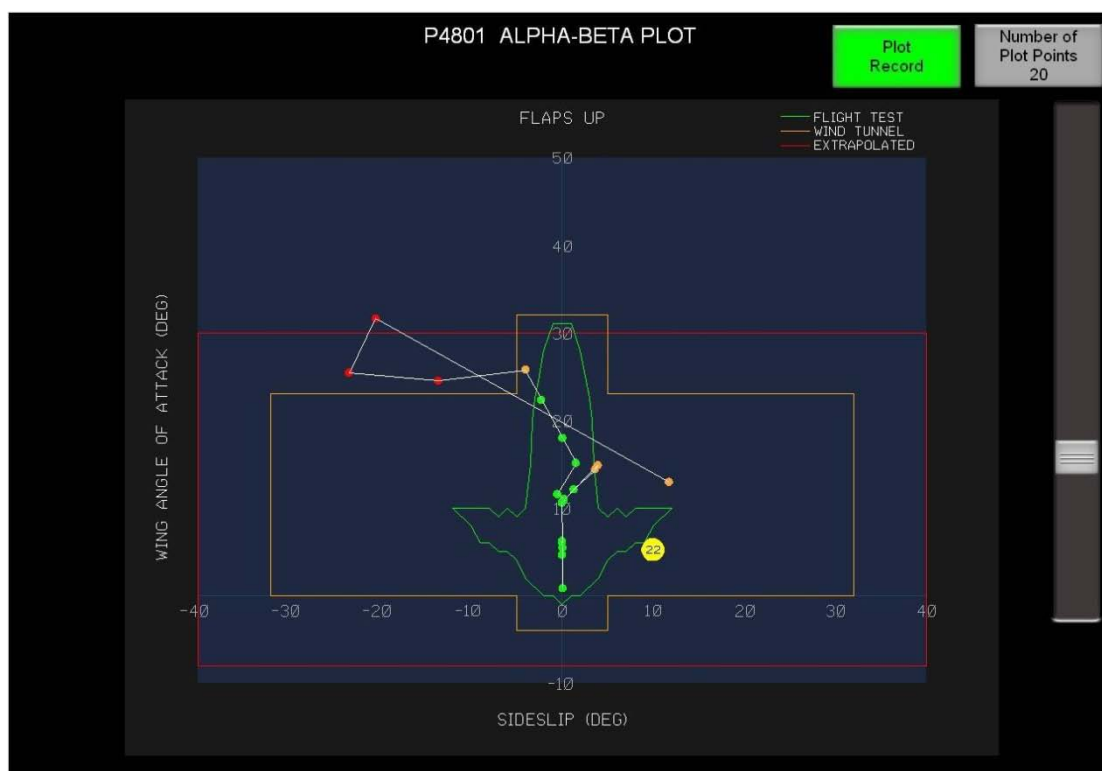 P4801 ALPHA-BETA PLOT
Plot
Record
Number of
Plot Points
20
FLAPS UP
FLIGHT TEST
WIND TUNNEL
EXTRAPOLATED
WING ANGLE OF ATTACK (DEG)
50
40
30
20
10
22
-40
-30
-20
-10
0
10
20
30
40
-10
SIDESLIP (DEG)